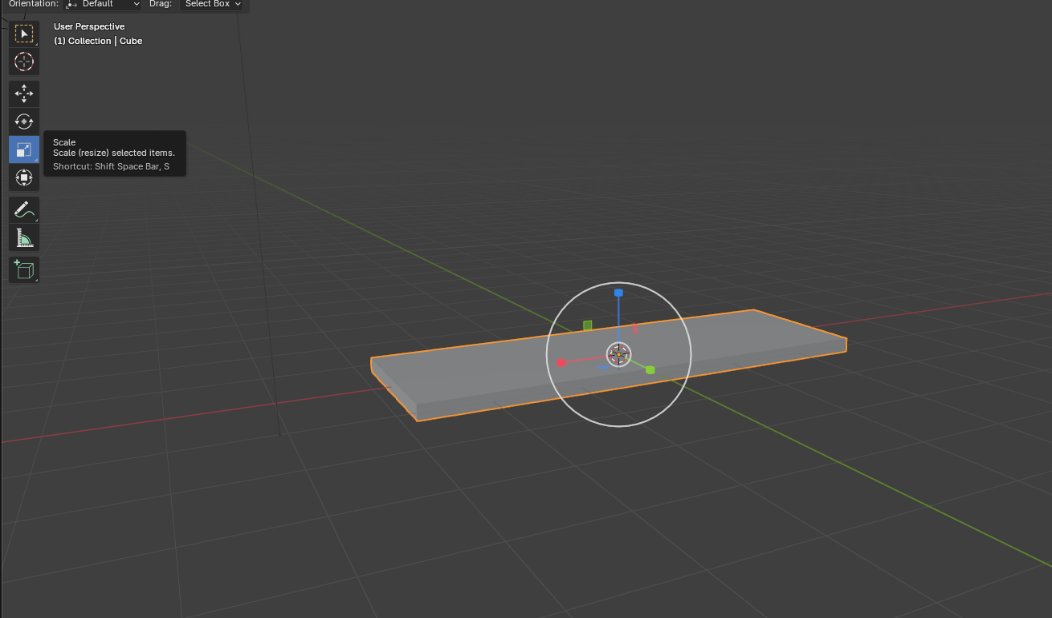 Orientation: Default Drag: Select Box
User Perspective
(1) Collection | Cube
Scale
Scale (resize) selected items.
Shortcut: Shift Space Bar, S